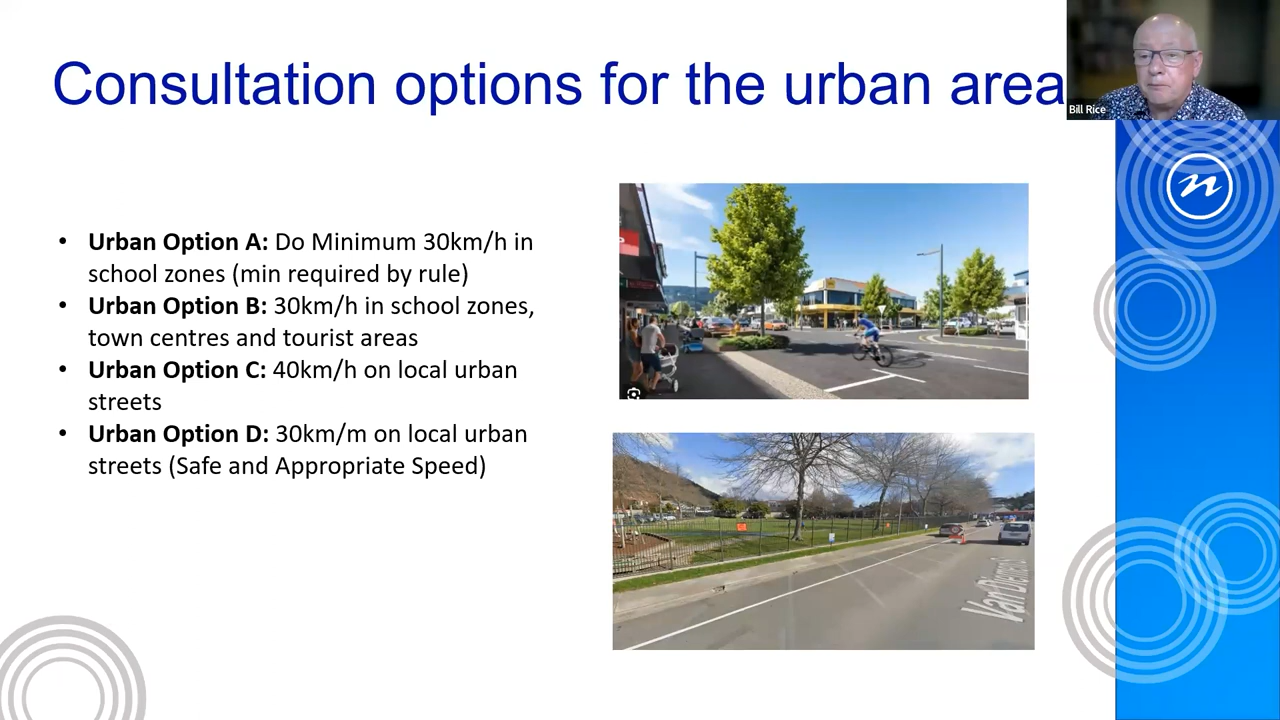 Consultation options for the urban area
Bill Rice
n
• Urban Option A: Do Minimum 30km/h in
school zones (min required by rule)
• Urban Option B: 30km/h in school zones,
town centres and tourist areas
• Urban Option C: 40km/h on local urban
streets
• Urban Option D: 30km/m on local urban
streets (Safe and Appropriate Speed)